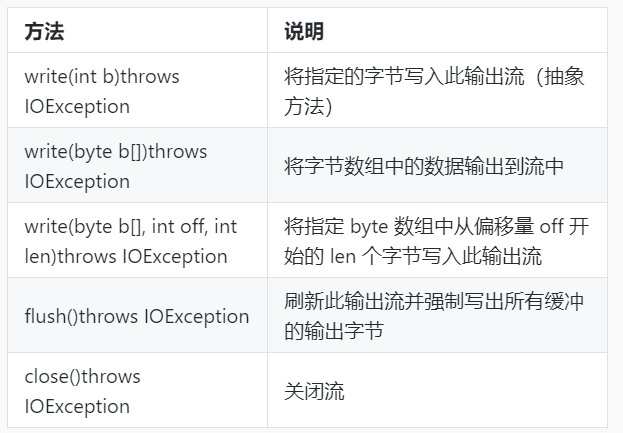 方法
说明
write(int b)throws
IOException
将指定的字节写入此输出流（抽象
方法）
write(byte b[])throws
IOException
将字节数组中的数据输出到流中
write(byte b[], int off, int
len)throws IOException
将指定 byte 数组中从偏移量 off 开
始的 len 个字节写入此输出流
flush()throws IOException
刷新此输出流并强制写出所有缓冲
的输出字节
close()throws
IOException
关闭流